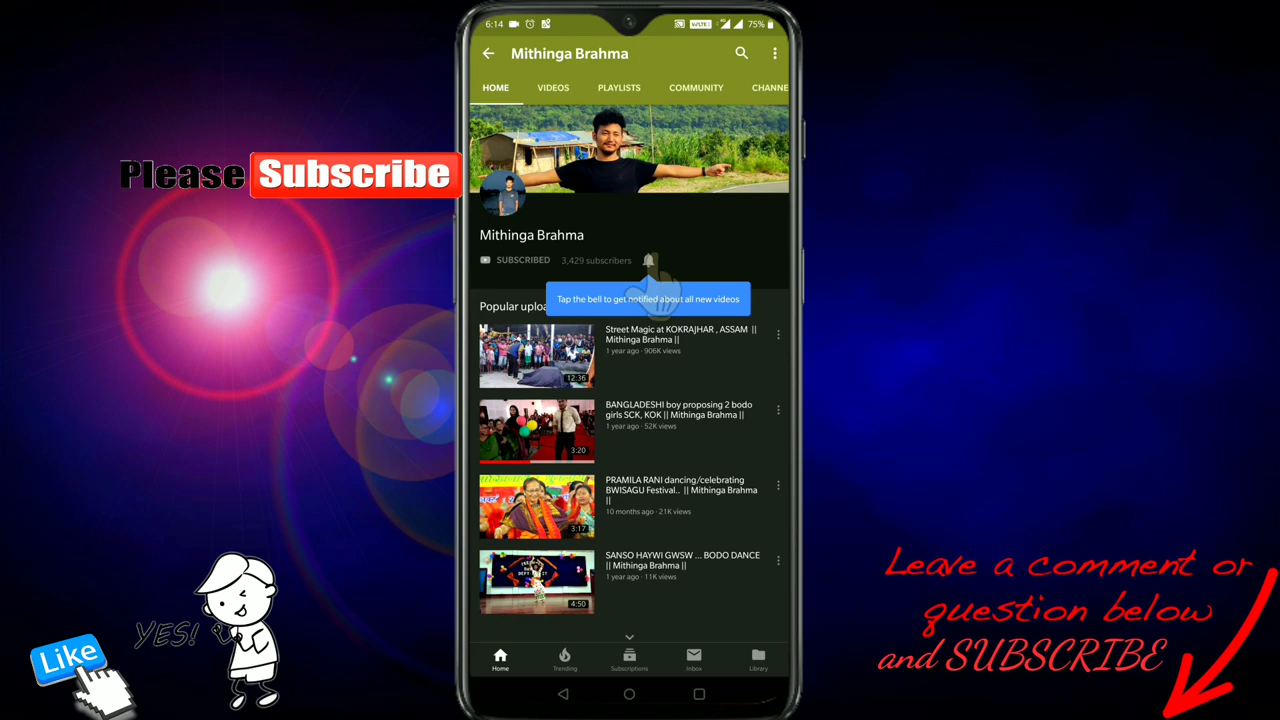 6:14
VoLTE 4G 75%
Mithinga Brahma
HOME VIDEOS PLAYLISTS COMMUNITY CHANNE
Please Subscribe
Mithinga Brahma
SUBSCRIBED 3,429 subscribers
Tap the bell to get notified about all new videos
Popular uploa
Street Magic at KOKRAJHAR , ASSAM ||
Mithinga Brahma ||
1 year ago · 906K views
12:36
BANGLADESHI boy proposing 2 bodo
girls SCK, KOK || Mithinga Brahma ||
1 year ago · 52K views
3:20
PRAMILA RANI dancing/celebrating
BWISAGU Festival.. || Mithinga Brahma
||
10 months ago · 21K views
3:17
SANSO HAYWI GWSW ... BODO DANCE
|| Mithinga Brahma ||
1 year ago · 11K views
4:50
Home Trending Subscriptions Inbox Library
YES!
Like
Leave a comment or
question below
and SUBSCRIBE